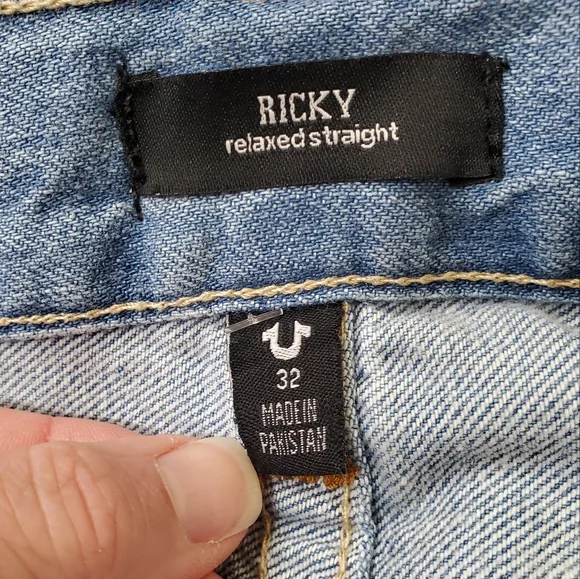 RICKY
relaxed straight
32
MADE IN
PAKISTAN